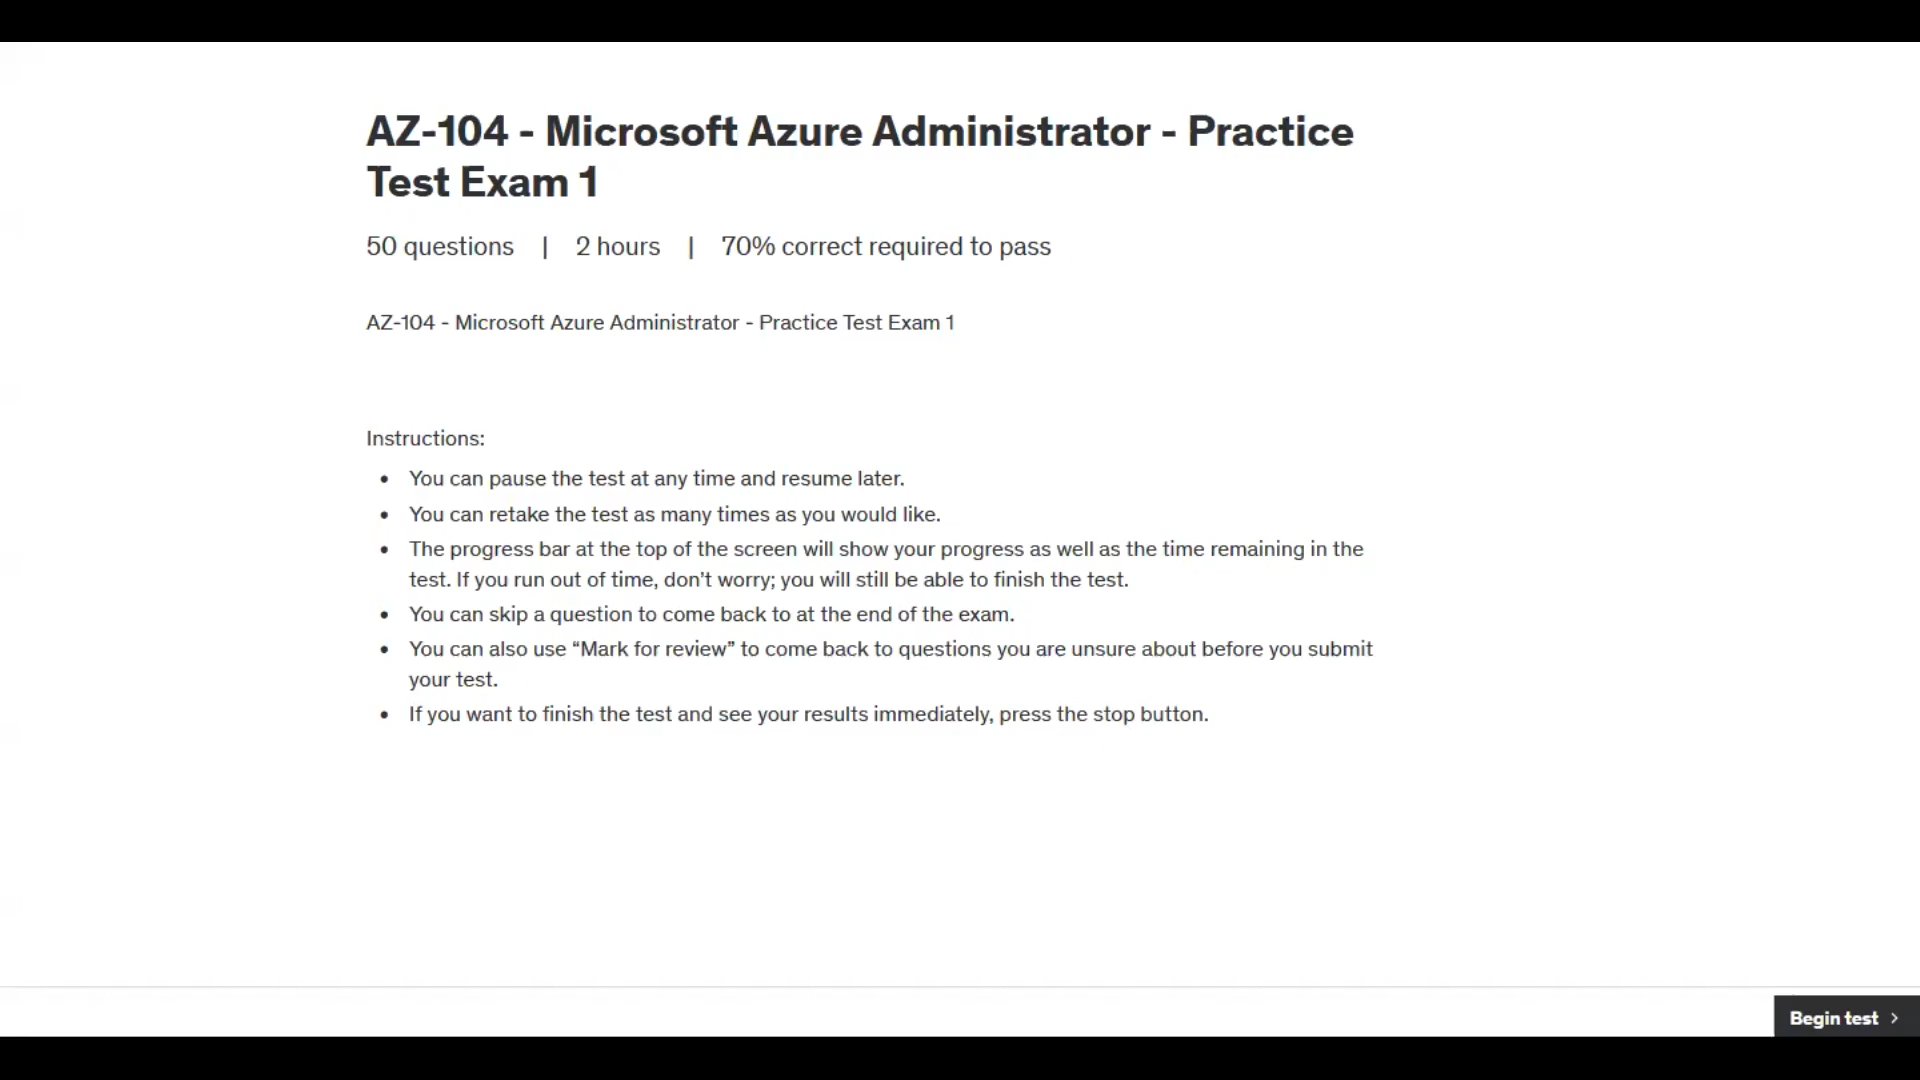 AZ-104 - Microsoft Azure Administrator - Practice
Test Exam 1
50 questions | 2 hours | 70% correct required to pass
AZ-104 - Microsoft Azure Administrator - Practice Test Exam 1
Instructions:
• You can pause the test at any time and resume later.
• You can retake the test as many times as you would like.
• The progress bar at the top of the screen will show your progress as well as the time remaining in the
test. If you run out of time, don’t worry; you will still be able to finish the test.
• You can skip a question to come back to at the end of the exam.
• You can also use “Mark for review” to come back to questions you are unsure about before you submit
your test.
• If you want to finish the test and see your results immediately, press the stop button.
Begin test >